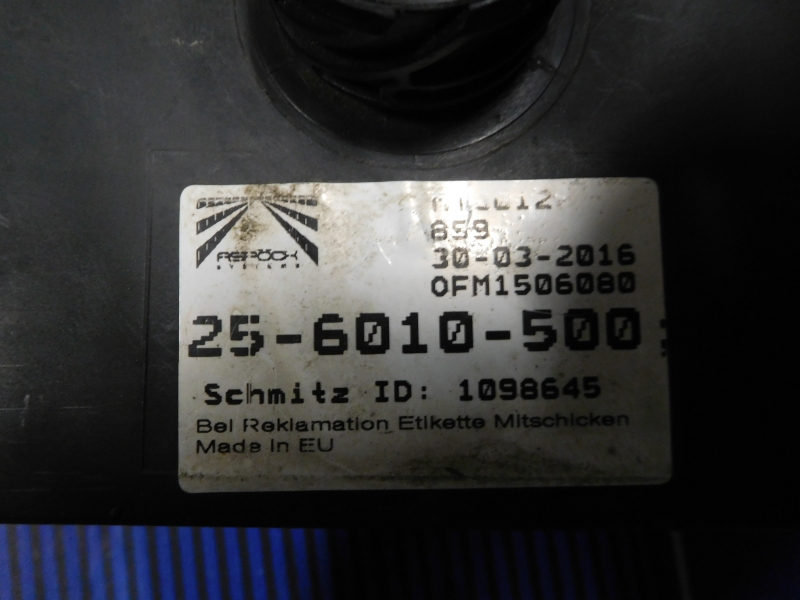 ASPÖCK
SYSTEMS
859
30-03-2016
OFM1506080
25-6010-500
Schmitz ID: 1098645
Bei Reklamation Etikette Mitschicken
Made in EU